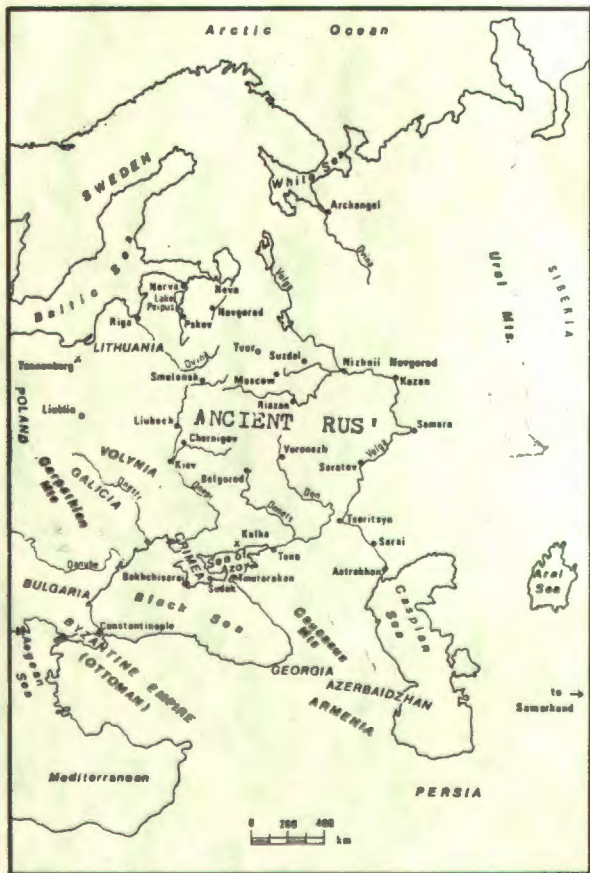 Arctic Ocean
SWEDEN
White Sea
Archangel
Dvina
Baltic Sea
Volga
Ural Mts.
SIBERIA
Narva
Neva
Lake
Peipus
Novgorod
Riga
Pskov
LITHUANIA
Tver
Suzdal
Nizhnii Novgorod
Tannenberg
Dvina
Moscow
Kazan
Smolensk
Riazan
POLAND
Lublin
Liubech
ANCIENT RUS'
Samara
Chernigov
Voronezh
VOLYNIA
Kiev
Saratov
Volga
Belgorod
Carpathian
Mts
GALICIA
Dnestr
Dnepr
Don
Donets
Tsaritsyn
Kalka
Sarai
CRIMEA
Sea of
Azov
Tana
Astrakhan
Danube
Bakhchisarai
Sudak
Tmutorakan
Aral
Sea
BULGARIA
Black Sea
Caucasus
Mts
Caspian
Sea
Constantinople
Aegean
Sea
BYZANTINE EMPIRE
(OTTOMAN)
GEORGIA
AZERBAIDZHAN
to
Samarkand
ARMENIA
Mediterranean
PERSIA
0 200 400
km